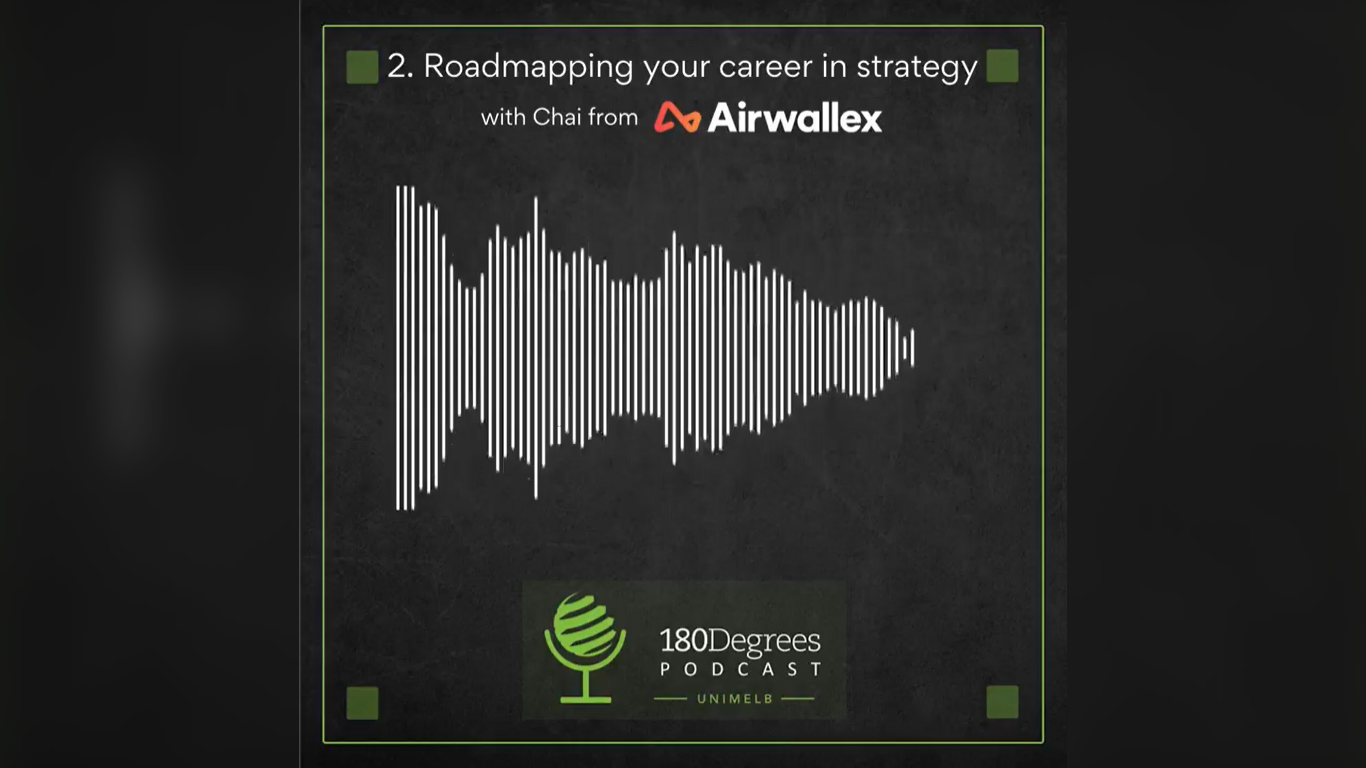 2. Roadmapping your career in strategy
with Chai from Airwallex
180Degrees
PODCAST
UNIMELB